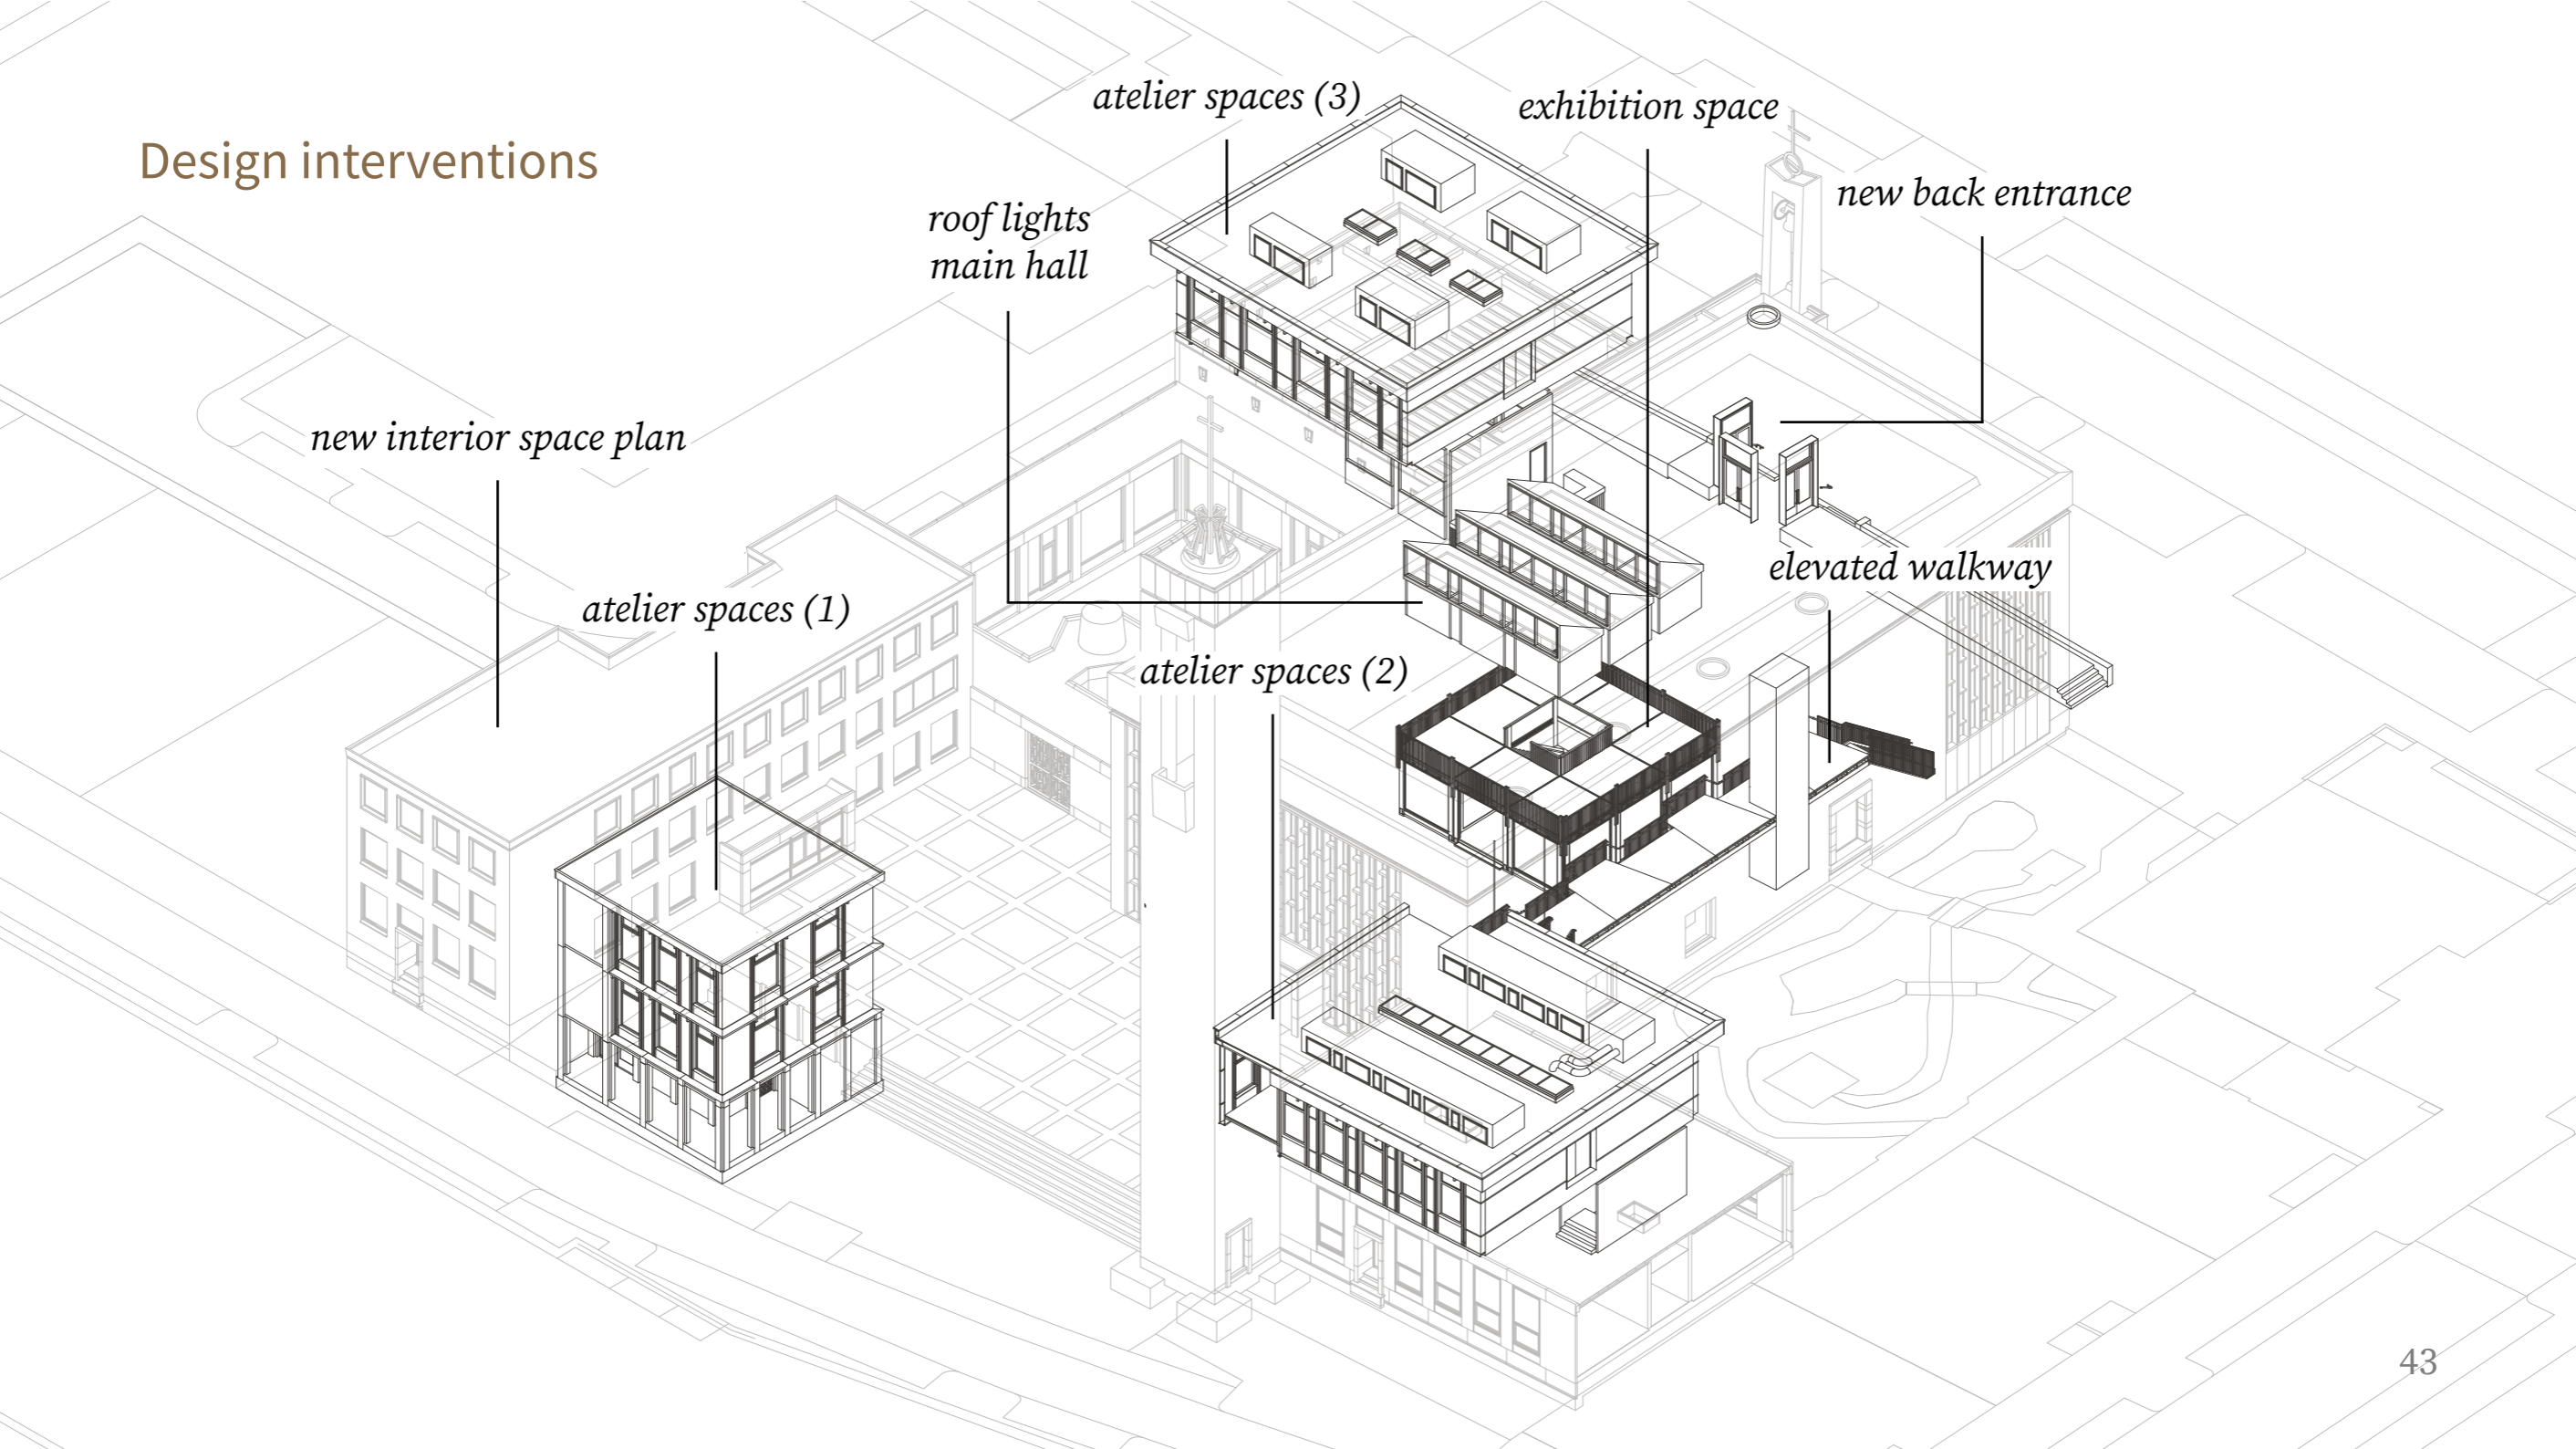 Design interventions
atelier spaces (3)
exhibition space
new back entrance
roof lights
main hall
new interior space plan
elevated walkway
atelier spaces (1)
atelier spaces (2)
43